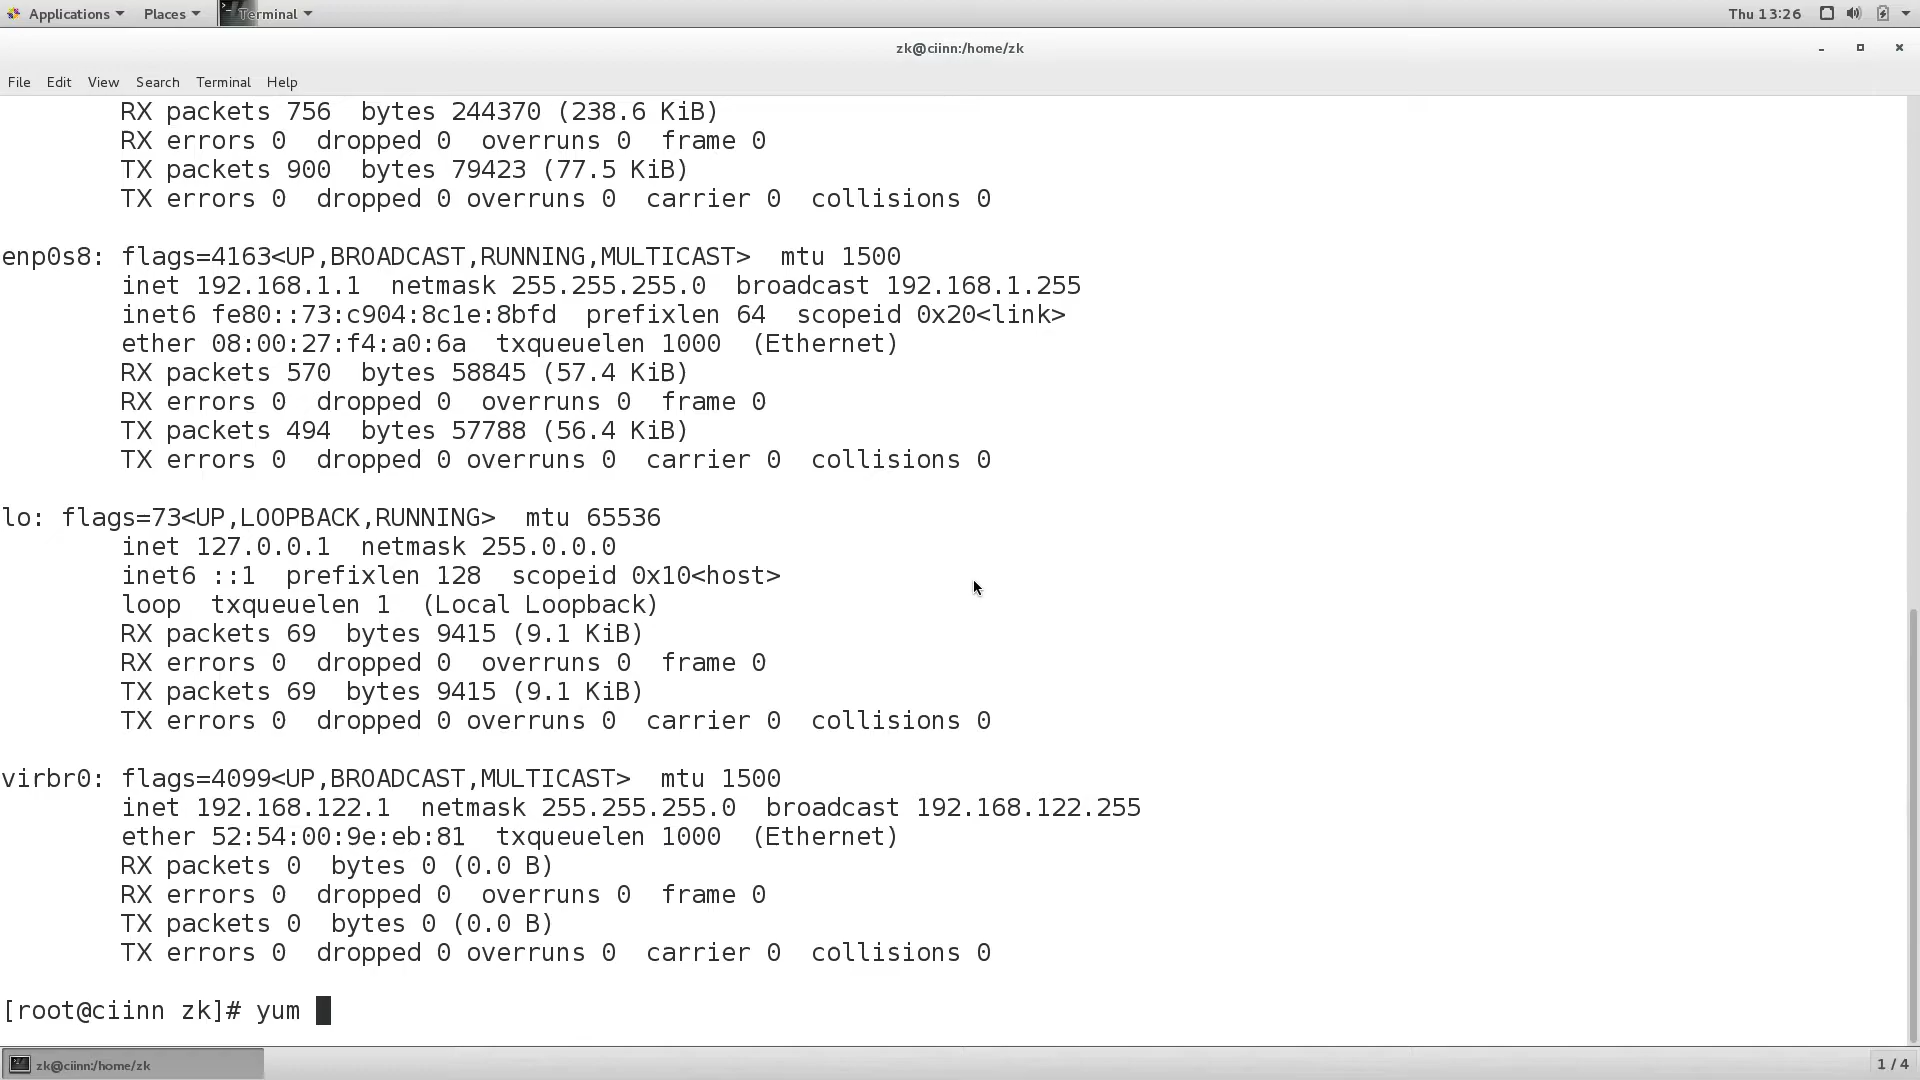 Applications Places Terminal Thu 13:26
zk@ciinn:/home/zk
File Edit View Search Terminal Help
RX packets 756  bytes 244370 (238.6 KiB)
RX errors 0  dropped 0  overruns 0  frame 0
TX packets 900  bytes 79423 (77.5 KiB)
TX errors 0  dropped 0 overruns 0  carrier 0  collisions 0
enp0s8: flags=4163<UP,BROADCAST,RUNNING,MULTICAST>  mtu 1500
inet 192.168.1.1  netmask 255.255.255.0  broadcast 192.168.1.255
inet6 fe80::73:c904:8c1e:8bfd  prefixlen 64  scopeid 0x20<link>
ether 08:00:27:f4:a0:6a  txqueuelen 1000  (Ethernet)
RX packets 570  bytes 58845 (57.4 KiB)
RX errors 0  dropped 0  overruns 0  frame 0
TX packets 494  bytes 57788 (56.4 KiB)
TX errors 0  dropped 0 overruns 0  carrier 0  collisions 0
lo: flags=73<UP,LOOPBACK,RUNNING>  mtu 65536
inet 127.0.0.1  netmask 255.0.0.0
inet6 ::1  prefixlen 128  scopeid 0x10<host>
loop  txqueuelen 1  (Local Loopback)
RX packets 69  bytes 9415 (9.1 KiB)
RX errors 0  dropped 0  overruns 0  frame 0
TX packets 69  bytes 9415 (9.1 KiB)
TX errors 0  dropped 0 overruns 0  carrier 0  collisions 0
virbr0: flags=4099<UP,BROADCAST,MULTICAST>  mtu 1500
inet 192.168.122.1  netmask 255.255.255.0  broadcast 192.168.122.255
ether 52:54:00:9e:eb:81  txqueuelen 1000  (Ethernet)
RX packets 0  bytes 0 (0.0 B)
RX errors 0  dropped 0  overruns 0  frame 0
TX packets 0  bytes 0 (0.0 B)
TX errors 0  dropped 0 overruns 0  carrier 0  collisions 0
[root@ciinn zk]# yum
zk@ciinn:/home/zk 1 / 4